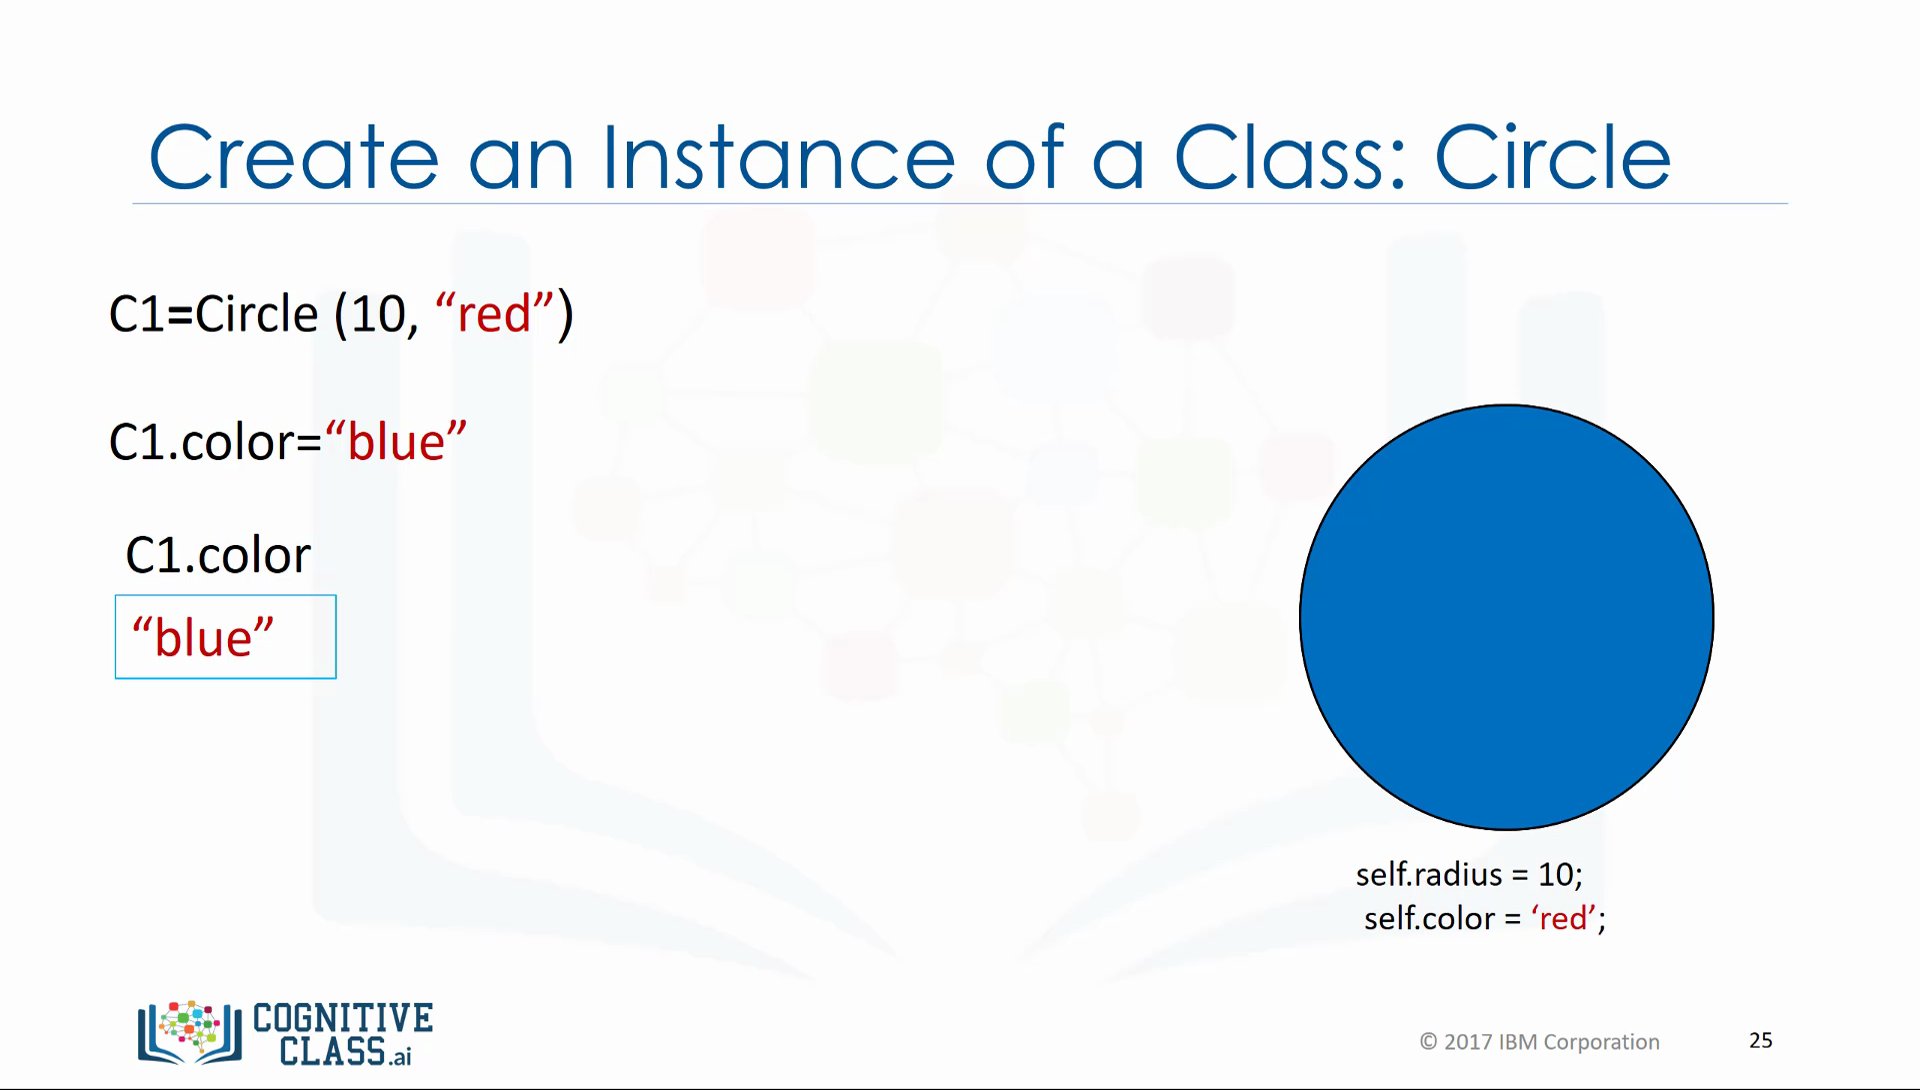 Create an Instance of a Class: Circle
C1=Circle (10, “red”)
C1.color=“blue”
C1.color
“blue”
self.radius = 10;
self.color = ‘red’;
COGNITIVE
CLASS.ai
© 2017 IBM Corporation
25